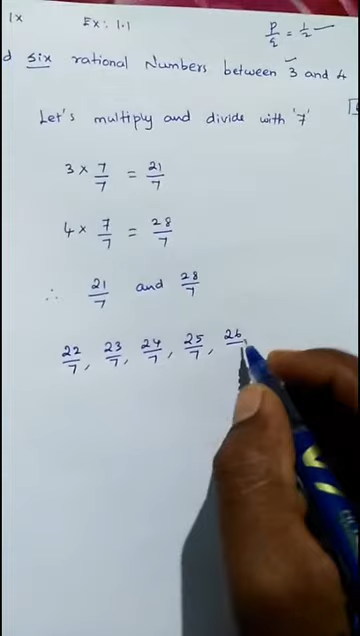 IX Ex: 1.1 p/q = 1/2
d six rational Numbers between 3 and 4
Let's multiply and divide with '7'
3 × 7/7 = 21/7
4 × 7/7 = 28/7
∴ 21/7 and 28/7
22/7, 23/7, 24/7, 25/7, 26